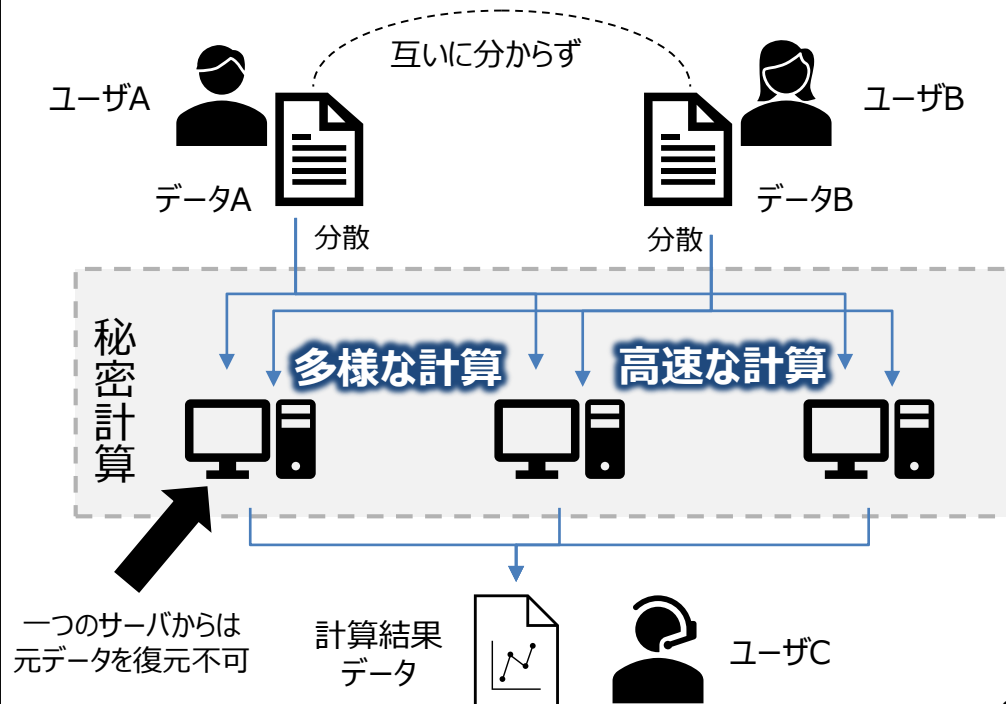 互いに分からず
ユーザA
ユーザB
データA
データB
分散
分散
秘密計算
多様な計算
高速な計算
一つのサーバからは
元データを復元不可
計算結果
データ
ユーザC